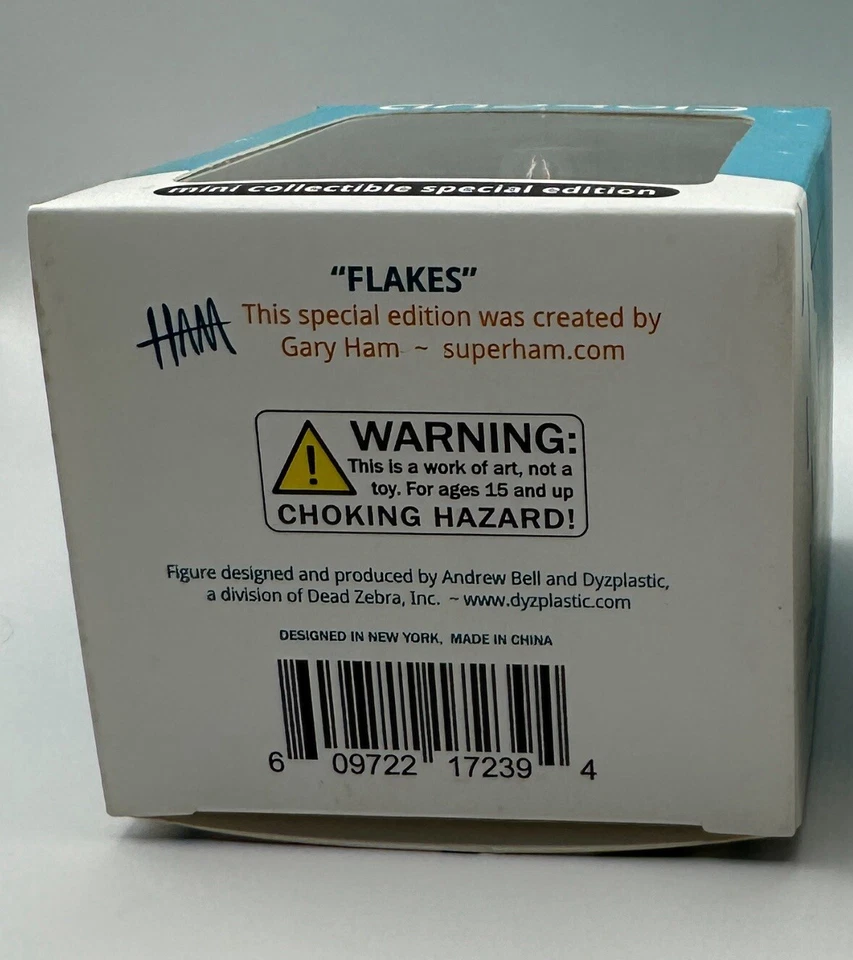 mini collectible special edition
"FLAKES"
HAM This special edition was created by
Gary Ham ~ superham.com
WARNING:
! This is a work of art, not a
toy. For ages 15 and up
CHOKING HAZARD!
Figure designed and produced by Andrew Bell and Dyzplastic,
a division of Dead Zebra, Inc. ~ www.dyzplastic.com
DESIGNED IN NEW YORK, MADE IN CHINA
6 09722 17239 4